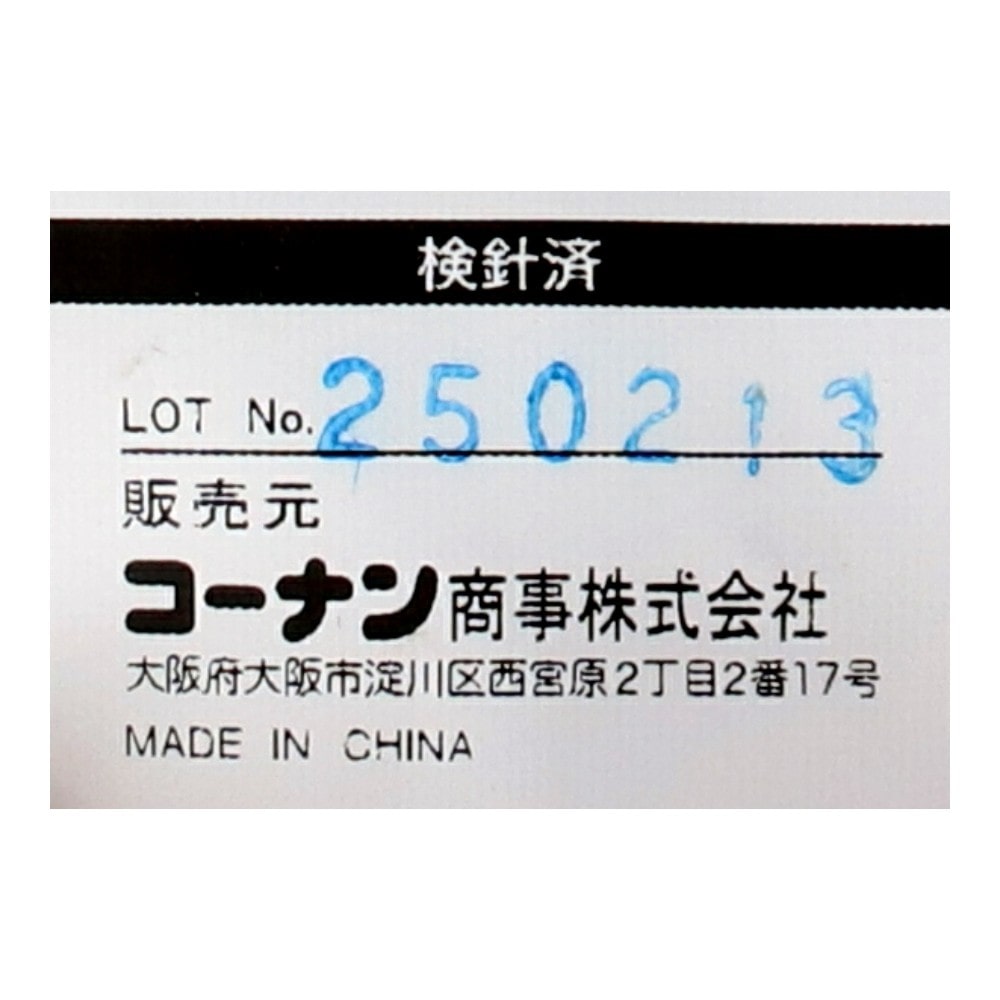 検針済
LOT No. 250213
販売元
コーナン商事株式会社
大阪府大阪市淀川区西宮原2丁目2番17号
MADE IN CHINA